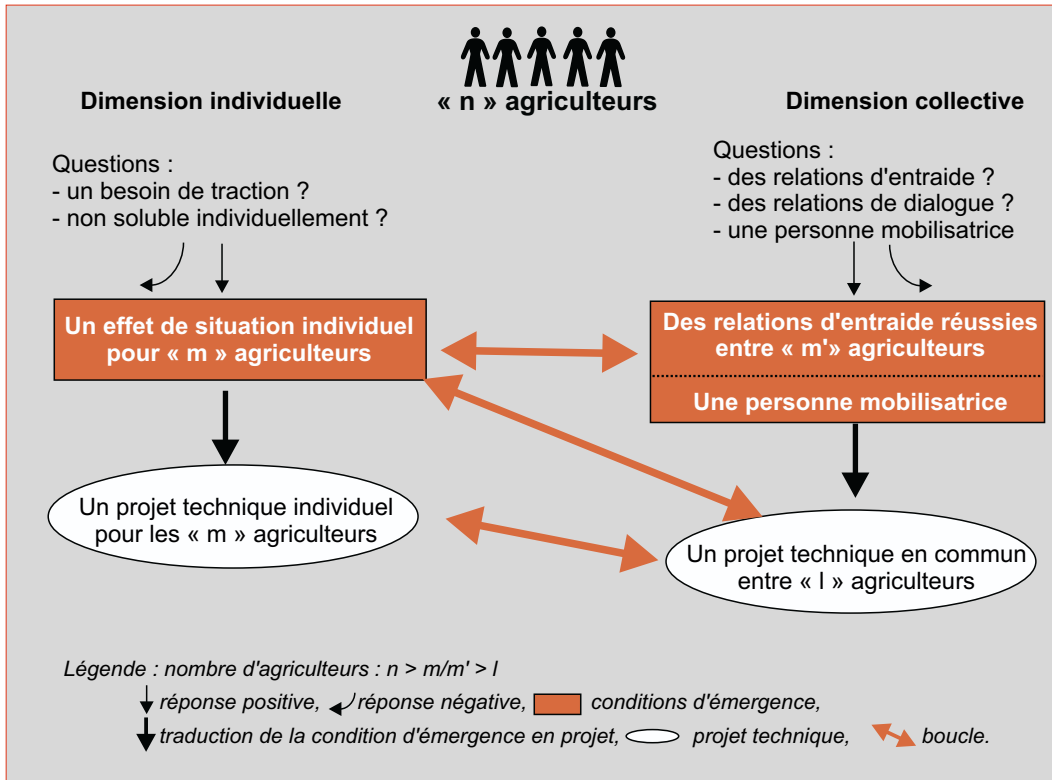 « n » agriculteurs
Dimension individuelle
Dimension collective
Questions :
- un besoin de traction ?
- non soluble individuellement ?
Questions :
- des relations d'entraide ?
- des relations de dialogue ?
- une personne mobilisatrice
Un effet de situation individuel
pour « m » agriculteurs
Des relations d'entraide réussies
entre « m'» agriculteurs
Une personne mobilisatrice
Un projet technique individuel
pour les « m » agriculteurs
Un projet technique en commun
entre « l » agriculteurs
Légende : nombre d'agriculteurs : n > m/m' > l
réponse positive, réponse négative, conditions d'émergence,
traduction de la condition d'émergence en projet, projet technique, boucle.